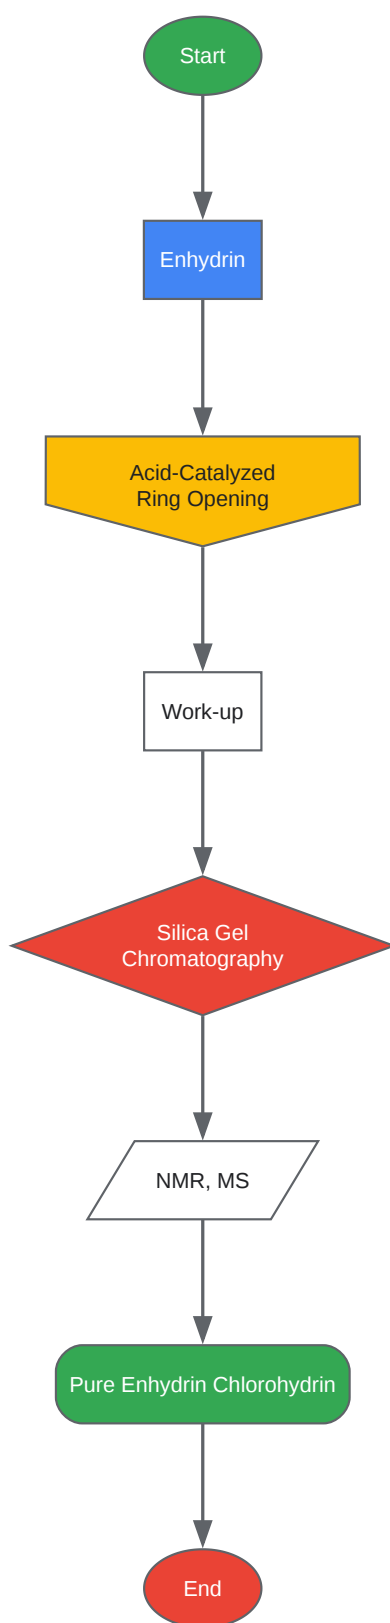 Start
Enhydrin
Acid-Catalyzed
Ring Opening
Work-up
Silica Gel
Chromatography
NMR, MS
Pure Enhydrin Chlorohydrin
End